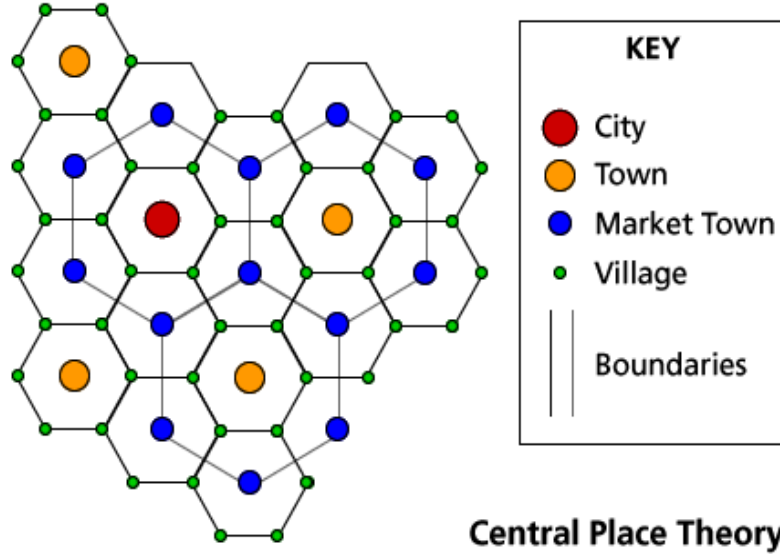 KEY
City
Town
Market Town
Village
Boundaries
Central Place Theory